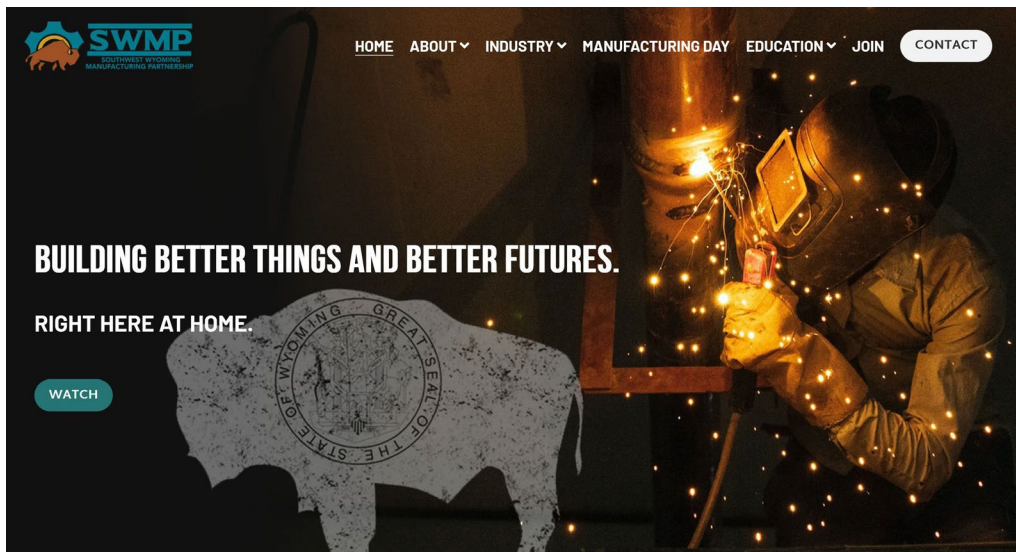 SWMP
SOUTHWEST WYOMING
MANUFACTURING PARTNERSHIP
HOME ABOUT INDUSTRY MANUFACTURING DAY EDUCATION JOIN CONTACT
BUILDING BETTER THINGS AND BETTER FUTURES.
RIGHT HERE AT HOME.
GREAT SEAL OF THE STATE OF WYOMING
WATCH